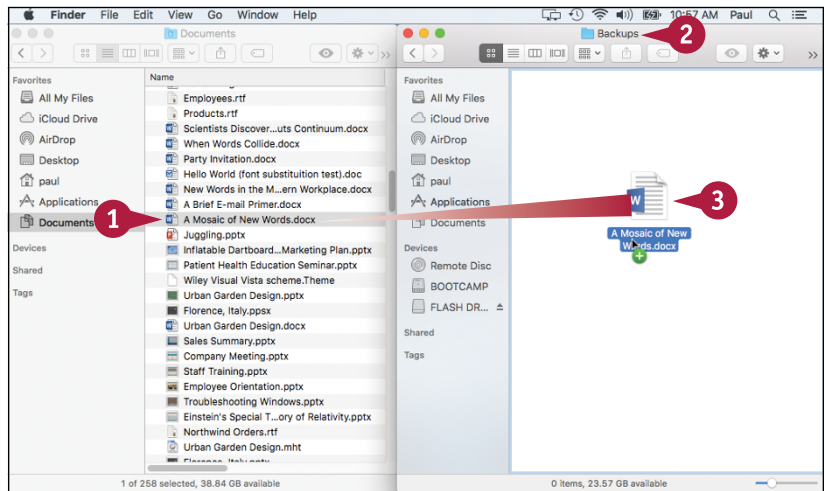 Finder File Edit View Go Window Help 10:57 AM Paul
Documents
Favorites
All My Files
iCloud Drive
AirDrop
Desktop
paul
Applications
Documents
Devices
Shared
Tags
Name
Employees.rtf
Products.rtf
Scientists Discover...uts Continuum.docx
When Words Collide.docx
Party Invitation.docx
Hello World (font substituition test).doc
New Words in the M...ern Workplace.docx
A Brief E-mail Primer.docx
A Mosaic of New Words.docx
Juggling.pptx
Inflatable Dartboard...Marketing Plan.pptx
Patient Health Education Seminar.pptx
Wiley Visual Vista scheme.Theme
Urban Garden Design.pptx
Florence, Italy.ppsx
Urban Garden Design.docx
Sales Summary.pptx
Company Meeting.pptx
Staff Training.pptx
Employee Orientation.pptx
Troubleshooting Windows.pptx
Einstein's Special T...ory of Relativity.pptx
Northwind Orders.rtf
Urban Garden Design.mht
1 of 258 selected, 38.84 GB available
1
Backups
2
Favorites
All My Files
iCloud Drive
AirDrop
Desktop
paul
Applications
Documents
Devices
Remote Disc
BOOTCAMP
FLASH DR...
Shared
Tags
W
3
A Mosaic of New
Words.docx
0 items, 23.57 GB available